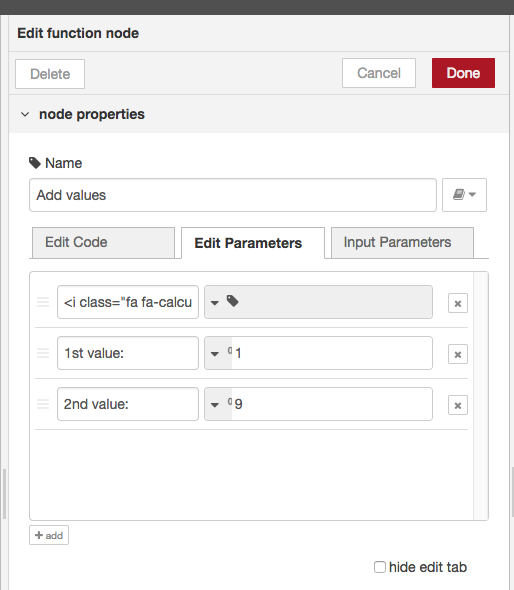 Edit function node
Delete Cancel Done
node properties
Name
Add values
Edit Code Edit Parameters Input Parameters
<i class="fa fa-calcu
1st value: 1
2nd value: 9
+ add
hide edit tab